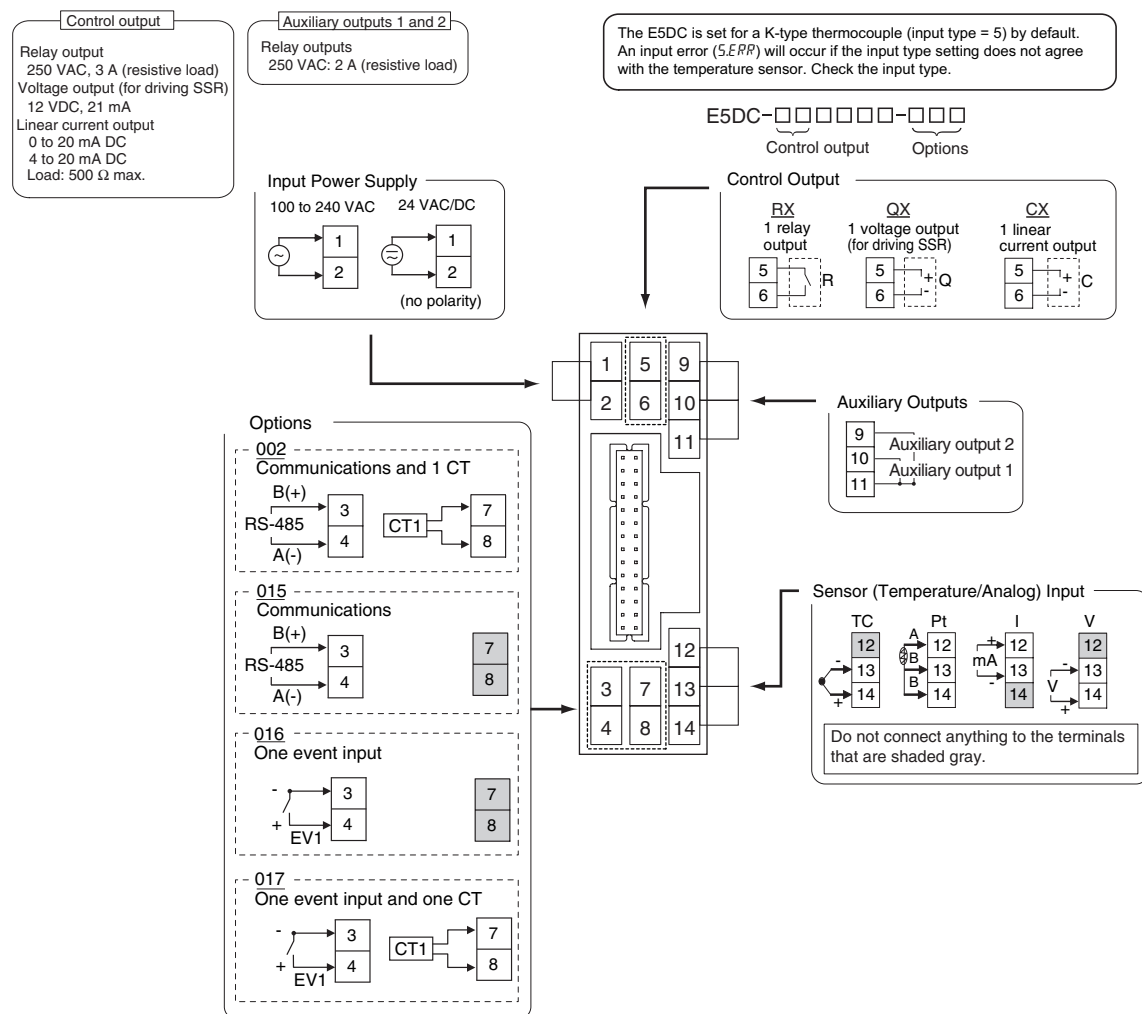 Control output
Relay output
250 VAC, 3 A (resistive load)
Voltage output (for driving SSR)
12 VDC, 21 mA
Linear current output
0 to 20 mA DC
4 to 20 mA DC
Load: 500 Ω max.
Auxiliary outputs 1 and 2
Relay outputs
250 VAC: 2 A (resistive load)
The E5DC is set for a K-type thermocouple (input type = 5) by default.
An input error (S.ERR) will occur if the input type setting does not agree
with the temperature sensor. Check the input type.
E5DC-□□□□□□-□□□
Control output
Options
Input Power Supply
100 to 240 VAC
24 VAC/DC
1
2
1
2
(no polarity)
Control Output
RX
1 relay
output
5
6
R
QX
1 voltage output
(for driving SSR)
5
6
+
-
Q
CX
1 linear
current output
5
6
+
-
C
1
5
9
2
6
10
11
12
3
7
13
4
8
14
Auxiliary Outputs
9
10
11
Auxiliary output 2
Auxiliary output 1
Options
002
Communications and 1 CT
B(+)
RS-485
A(-)
3
4
CT1
7
8
015
Communications
B(+)
RS-485
A(-)
3
4
7
8
016
One event input
-
+
EV1
3
4
7
8
017
One event input and one CT
-
+
EV1
3
4
CT1
7
8
Sensor (Temperature/Analog) Input
TC
12
-
13
+
14
Pt
A
12
B
13
B
14
I
+
12
mA
13
-
14
V
12
-
13
V
14
+
Do not connect anything to the terminals
that are shaded gray.